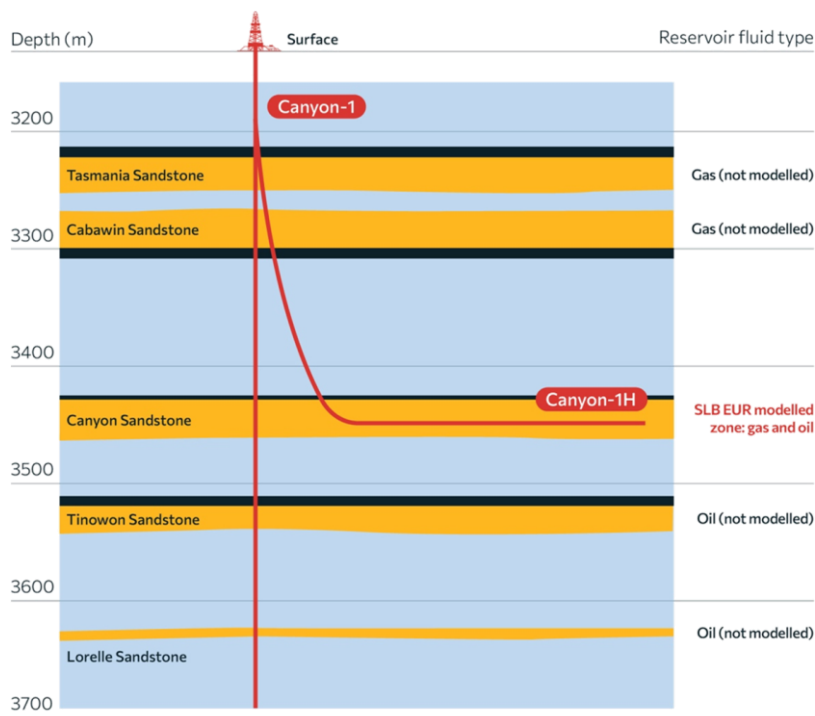 Depth (m)
Surface
Reservoir fluid type
Canyon-1
3200
Tasmania Sandstone
Gas (not modelled)
Cabawin Sandstone
Gas (not modelled)
3300
3400
Canyon-1H
Canyon Sandstone
SLB EUR modelled
zone: gas and oil
3500
Tinowon Sandstone
Oil (not modelled)
3600
Oil (not modelled)
Lorelle Sandstone
3700